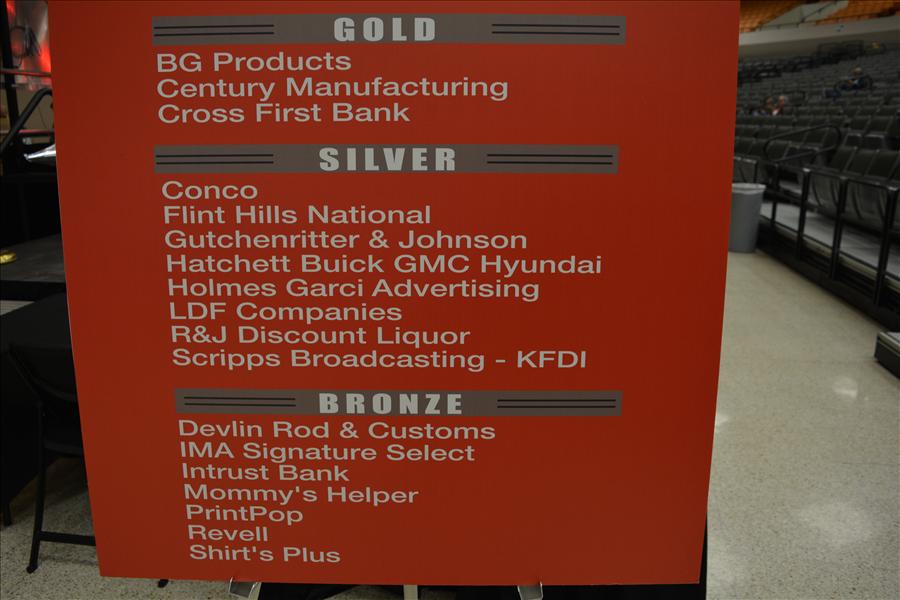 GOLD
BG Products
Century Manufacturing
Cross First Bank
SILVER
Conco
Flint Hills National
Gutchenritter & Johnson
Hatchett Buick GMC Hyundai
Holmes Garci Advertising
LDF Companies
R&J Discount Liquor
Scripps Broadcasting - KFDI
BRONZE
Devlin Rod & Customs
IMA Signature Select
Intrust Bank
Mommy's Helper
PrintPop
Revell
Shirt's Plus